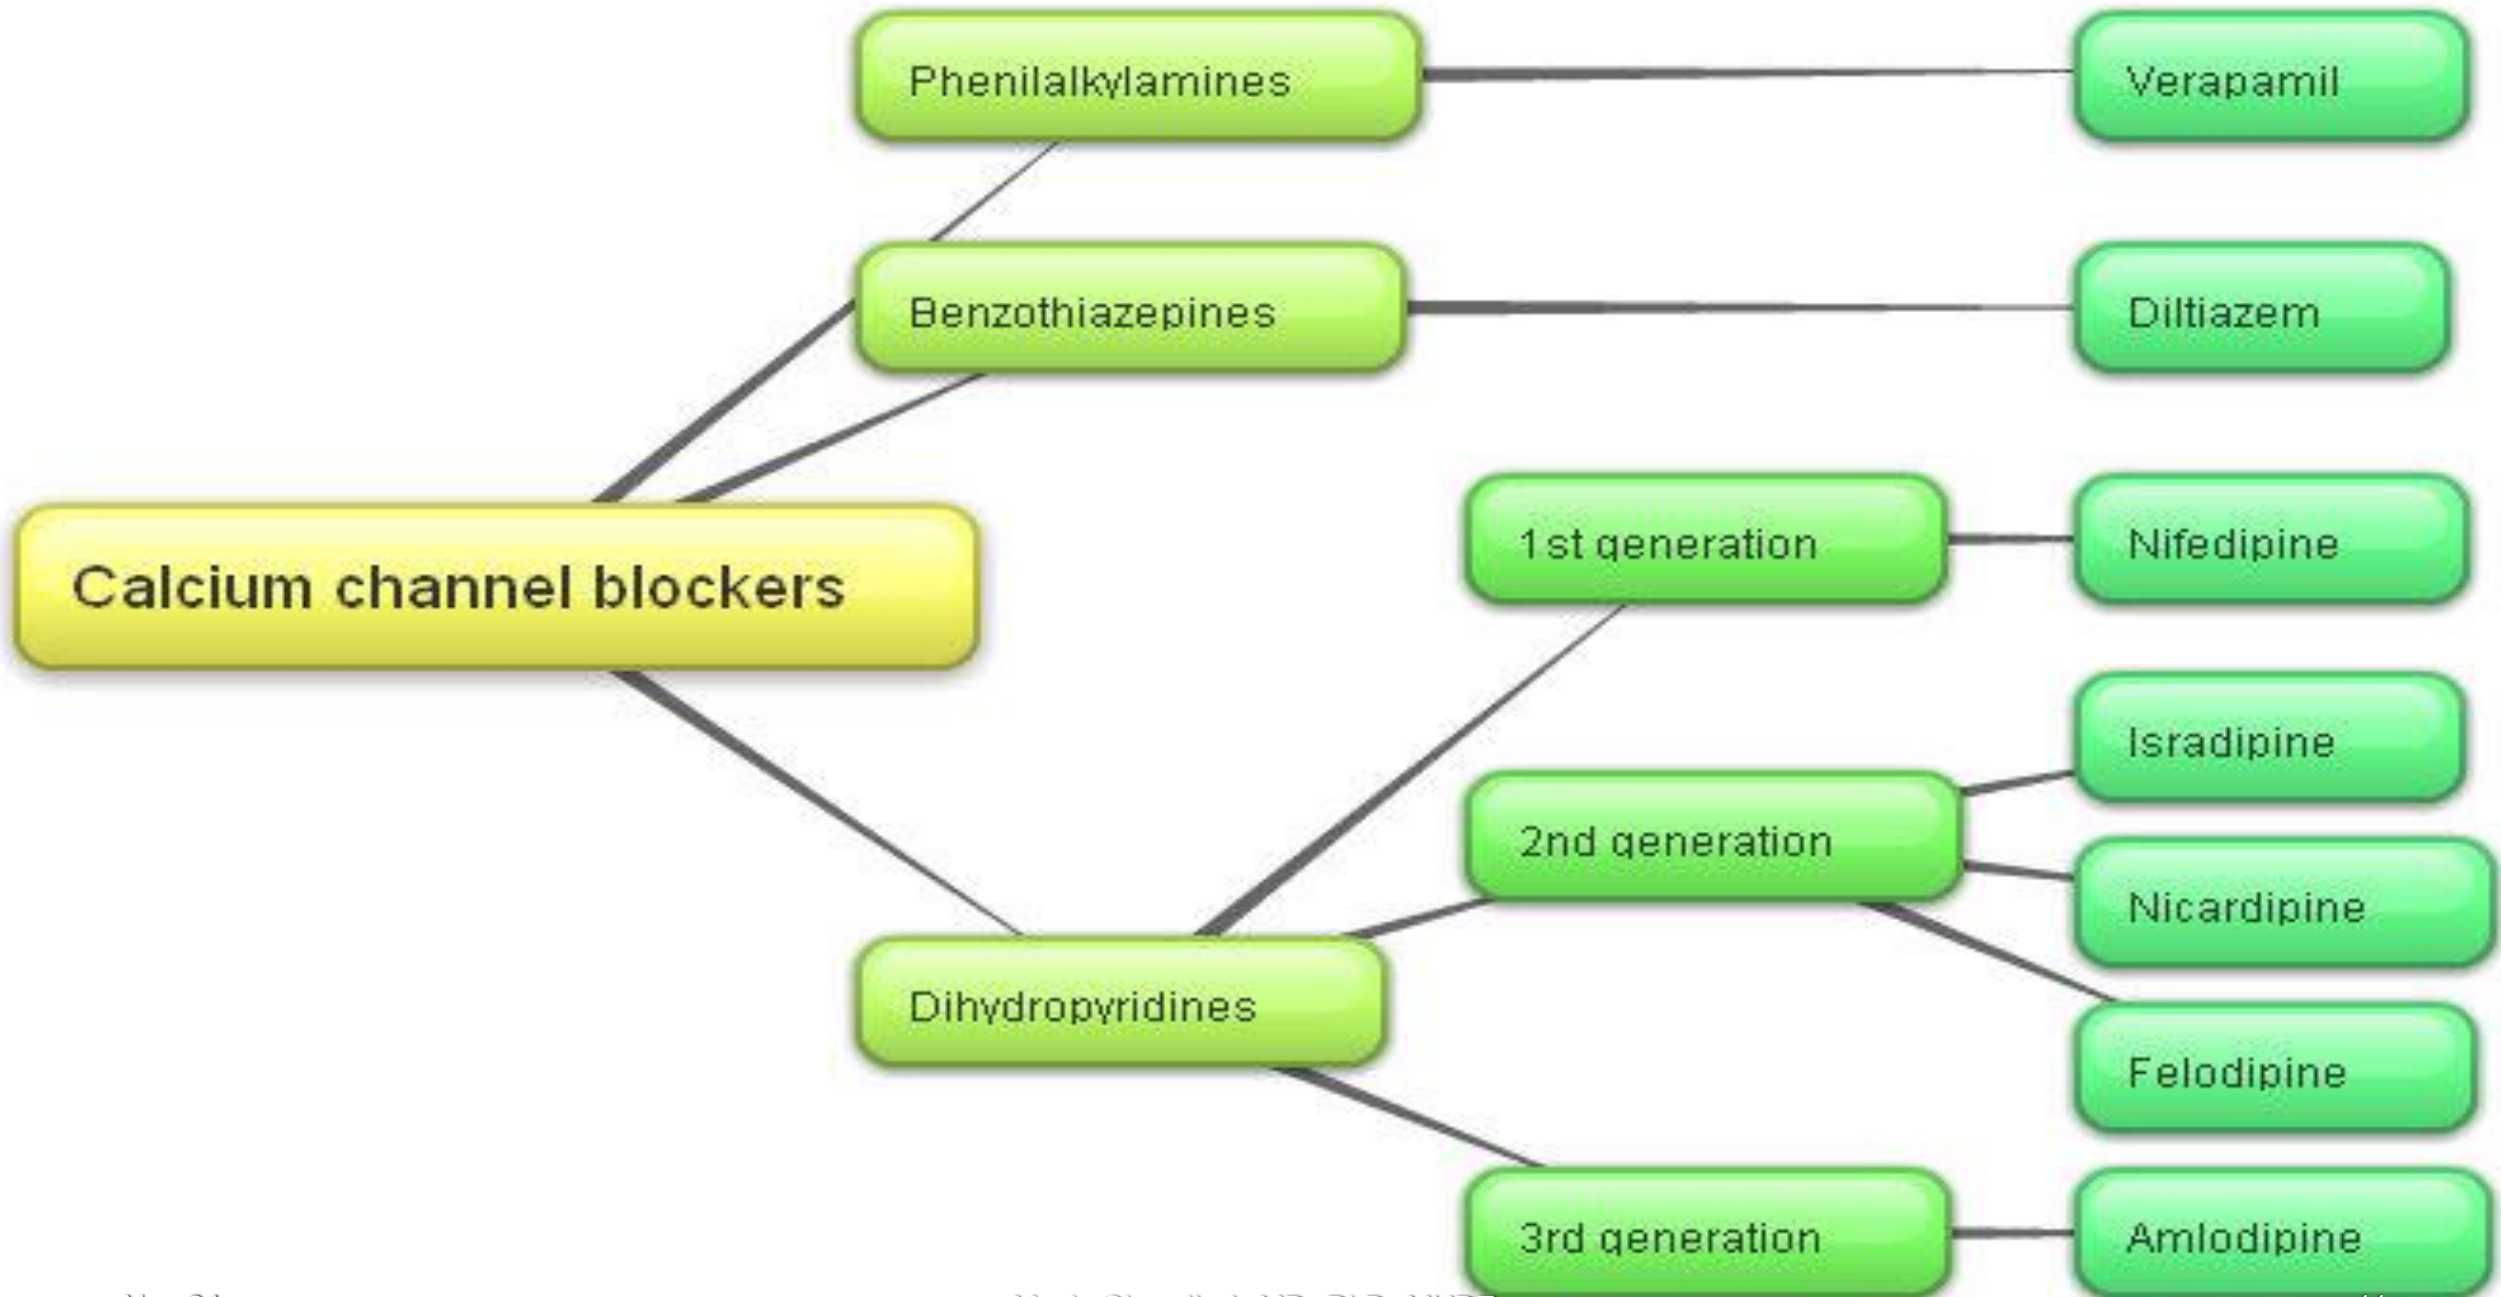 Phenilalkylamines
Verapamil
Benzothiazepines
Diltiazem
Calcium channel blockers
1st generation
Nifedipine
Isradipine
2nd generation
Nicardipine
Dihydropyridines
Felodipine
3rd generation
Amlodipine